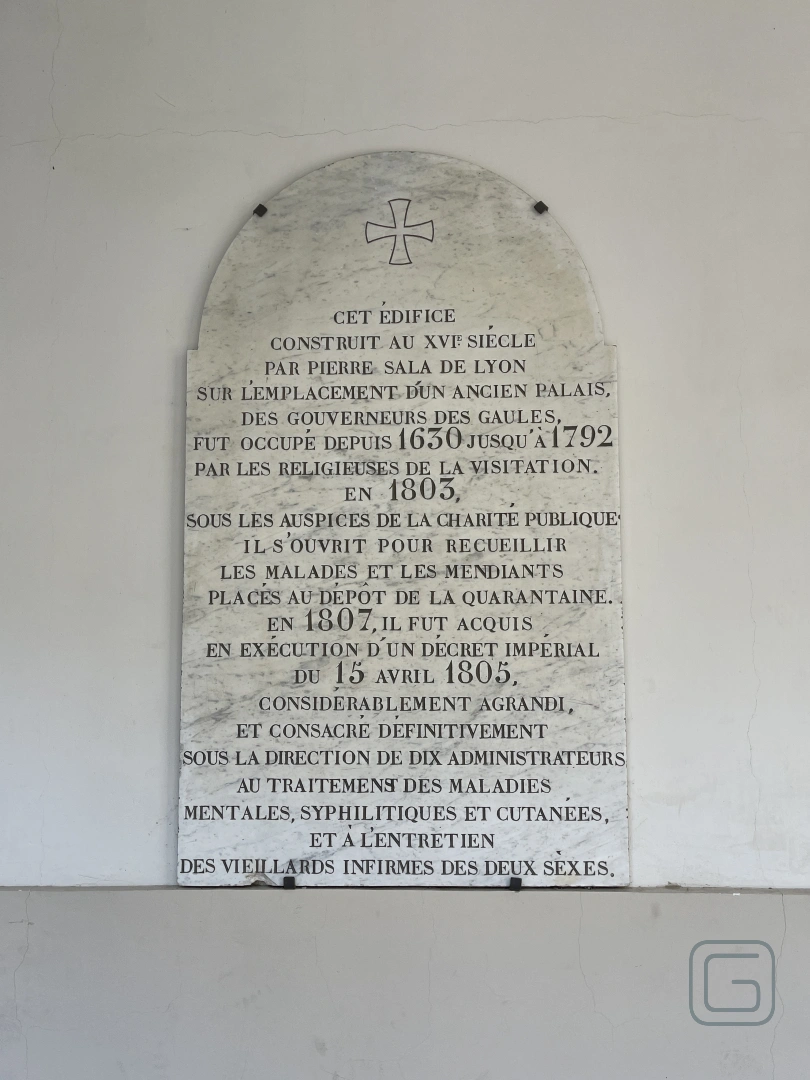 CET ÉDIFICE
CONSTRUIT AU XVIᴱ SIÉCLE
PAR PIERRE SALA DE LYON
SUR L'EMPLACEMENT D'UN ANCIEN PALAIS,
DES GOUVERNEURS DES GAULES,
FUT OCCUPÉ DEPUIS 1630 JUSQU'À 1792
PAR LES RELIGIEUSES DE LA VISITATION.
EN 1803,
SOUS LES AUSPICES DE LA CHARITÉ PUBLIQUE
IL S'OUVRIT POUR RECUEILLIR
LES MALADES ET LES MENDIANTS
PLACÉS AU DÉPÔT DE LA QUARANTAINE.
EN 1807, IL FUT ACQUIS
EN EXÉCUTION D'UN DÉCRET IMPÉRIAL
DU 15 AVRIL 1805,
CONSIDÉRABLEMENT AGRANDI,
ET CONSACRÉ DÉFINITIVEMENT
SOUS LA DIRECTION DE DIX ADMINISTRATEURS
AU TRAITEMENT DES MALADIES
MENTALES, SYPHILITIQUES ET CUTANÉES,
ET À L'ENTRETIEN
DES VIEILLARDS INFIRMES DES DEUX SÈXES.
G